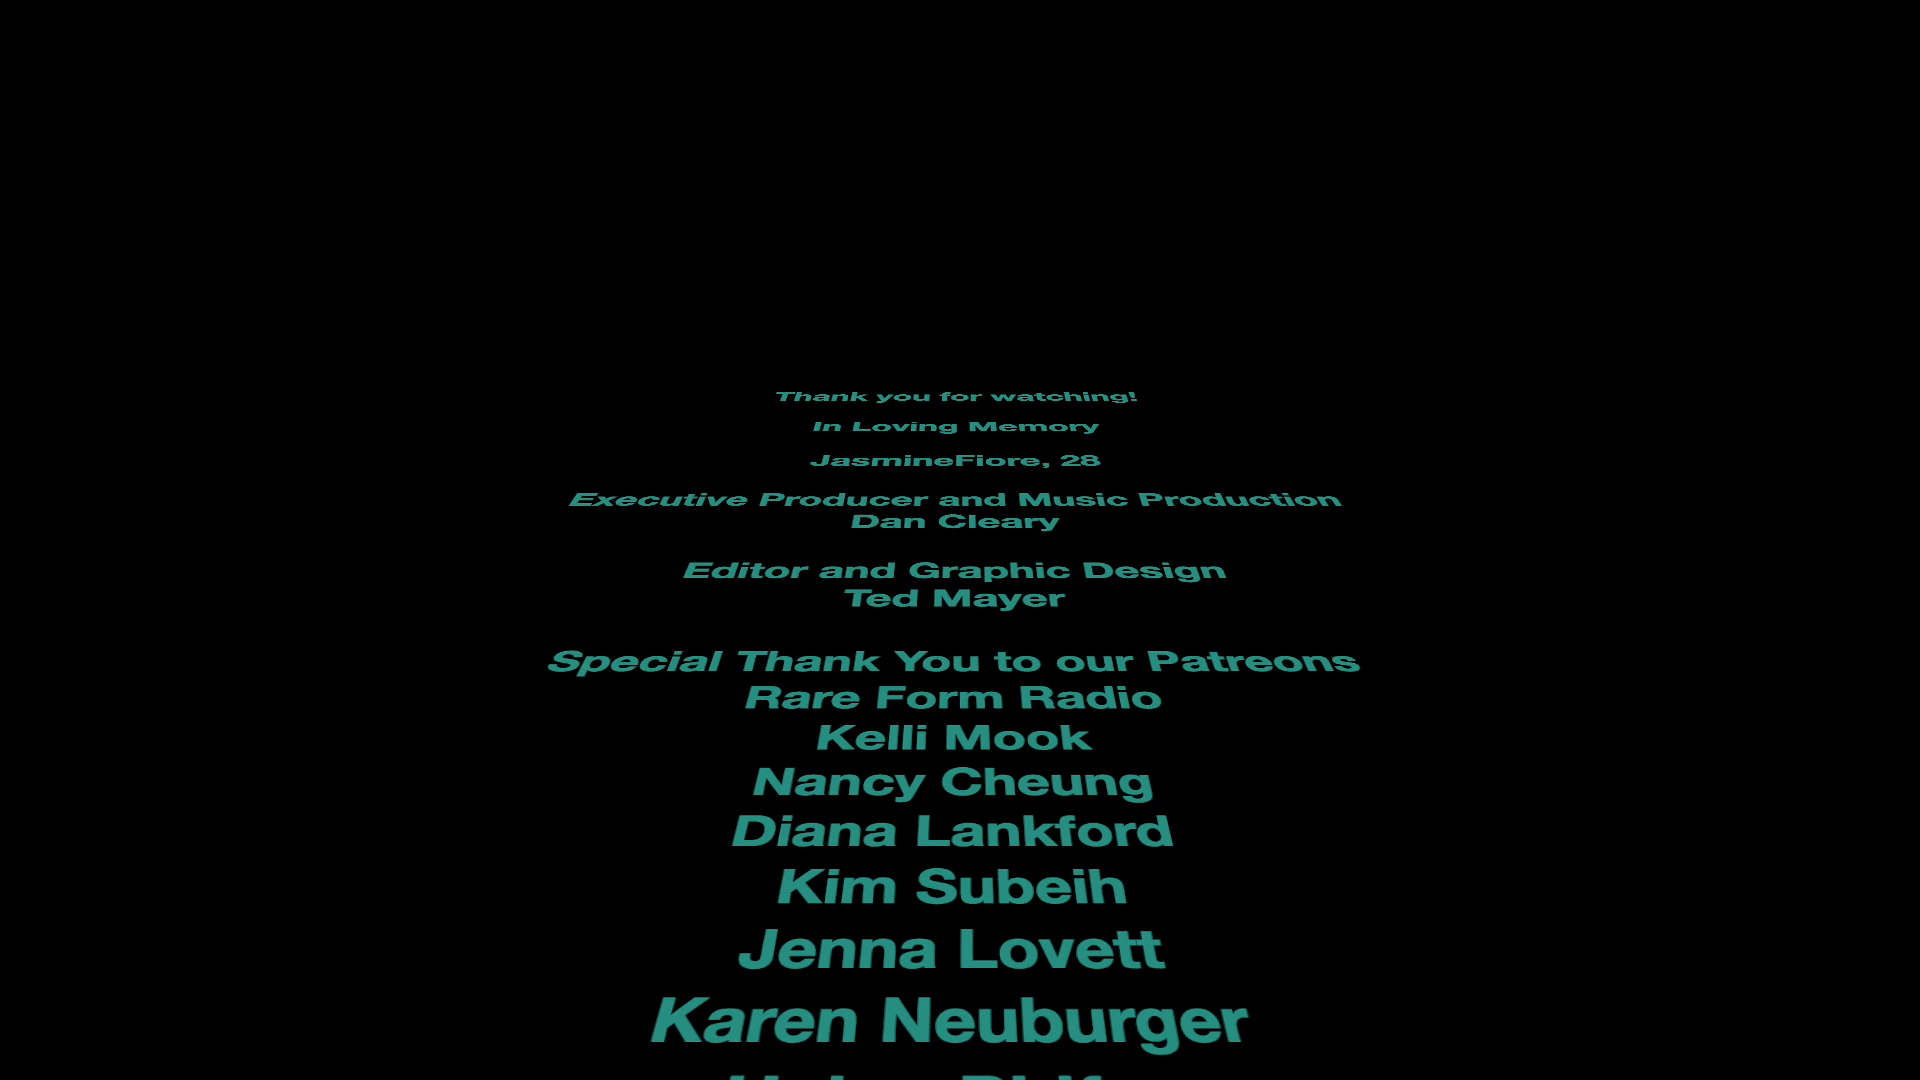 Thank you for watching!
In Loving Memory
JasmineFiore, 28
Executive Producer and Music Production
Dan Cleary
Editor and Graphic Design
Ted Mayer
Special Thank You to our Patreons
Rare Form Radio
Kelli Mook
Nancy Cheung
Diana Lankford
Kim Subeih
Jenna Lovett
Karen Neuburger